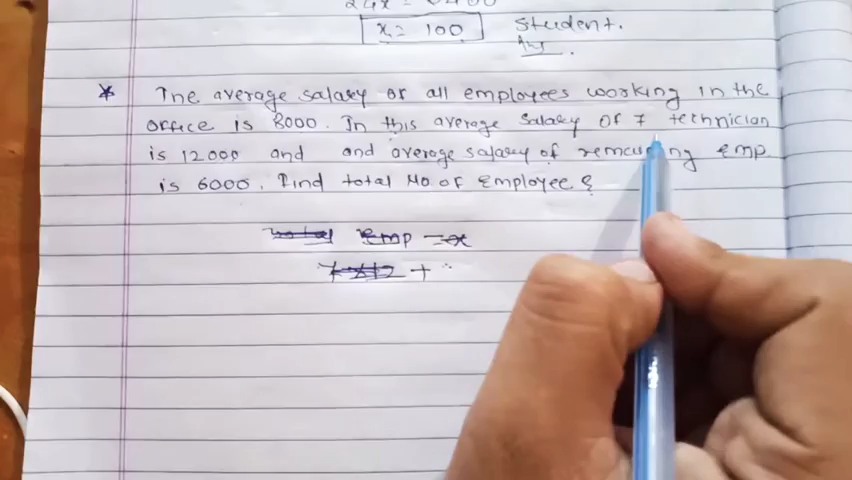 x = 100 Student.
Ans.
* The average salary of all employees working in the
office is 8000. In this average salary of 7 technician
is 12000 and and average salary of remaining emp
is 6000. Find total No of Employee ?
emp = x
+